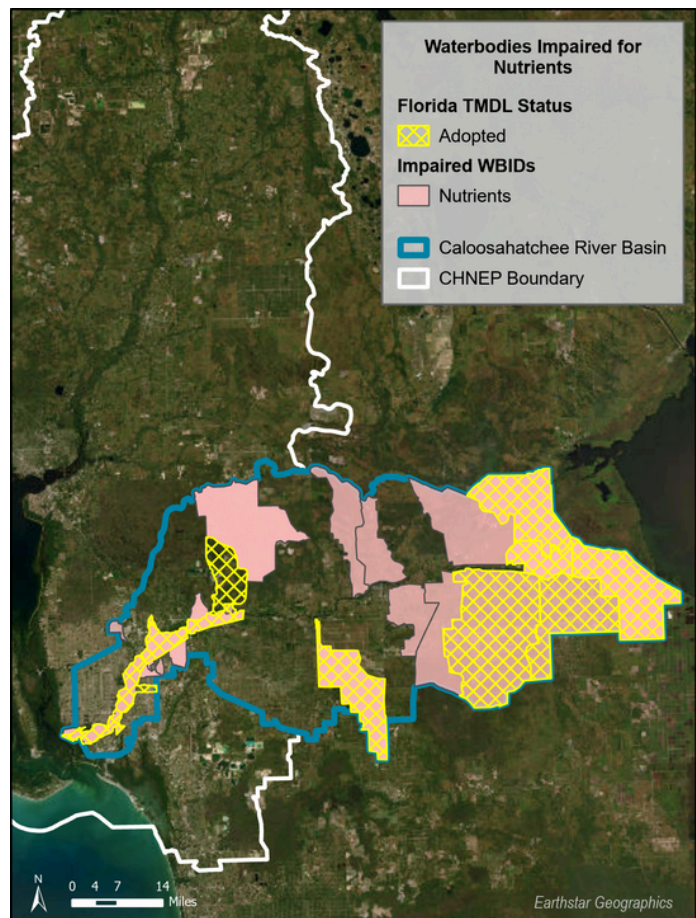 Waterbodies Impaired for
Nutrients
Florida TMDL Status
Adopted
Impaired WBIDs
Nutrients
Caloosahatchee River Basin
CHNEP Boundary
N
0 4 7 14
Miles
Earthstar Geographics